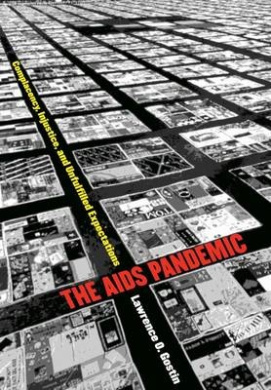 Complacency, Injustice, and Unfulfilled Expectations
THE AIDS PANDEMIC
Lawrence O. Gostin